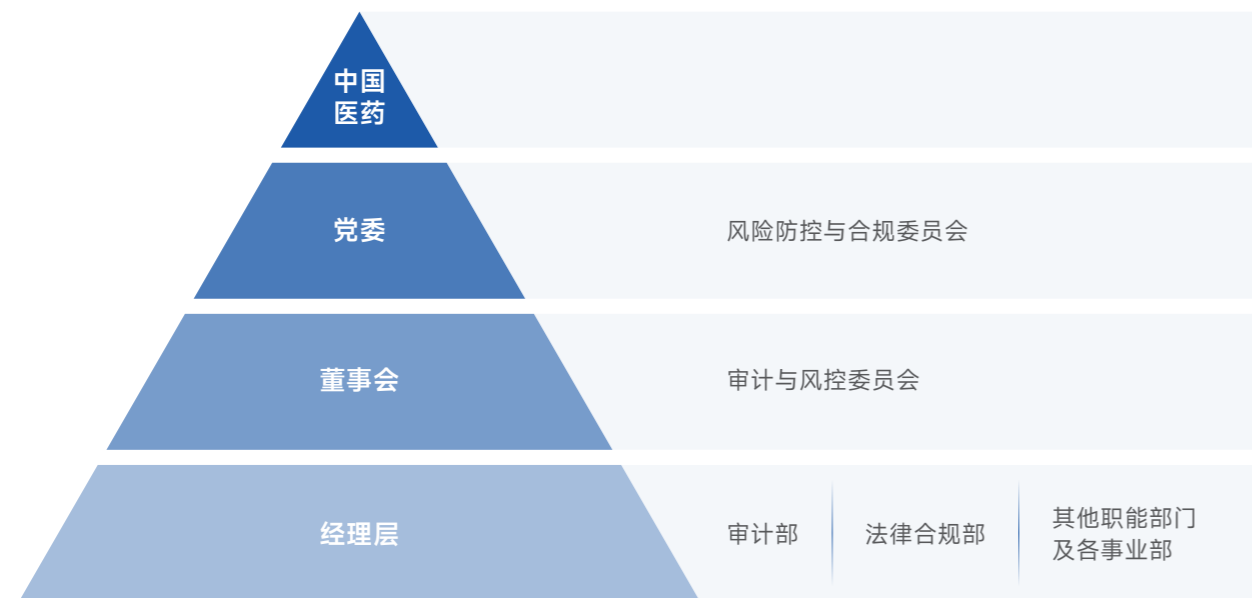 中国
医药
党委
风险防控与合规委员会
董事会
审计与风控委员会
经理层
审计部
法律合规部
其他职能部门
及各事业部